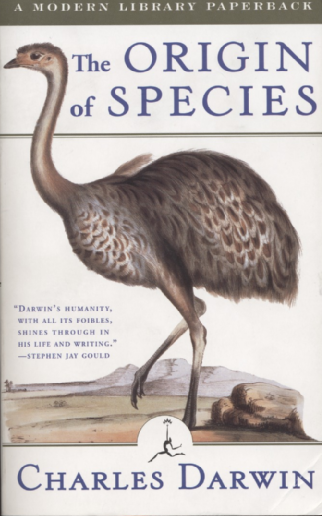 A MODERN LIBRARY PAPERBACK
The ORIGIN
of SPECIES
"DARWIN'S HUMANITY,
WITH ALL ITS FOIBLES,
SHINES THROUGH IN
HIS LIFE AND WRITING."
—STEPHEN JAY GOULD
CHARLES DARWIN